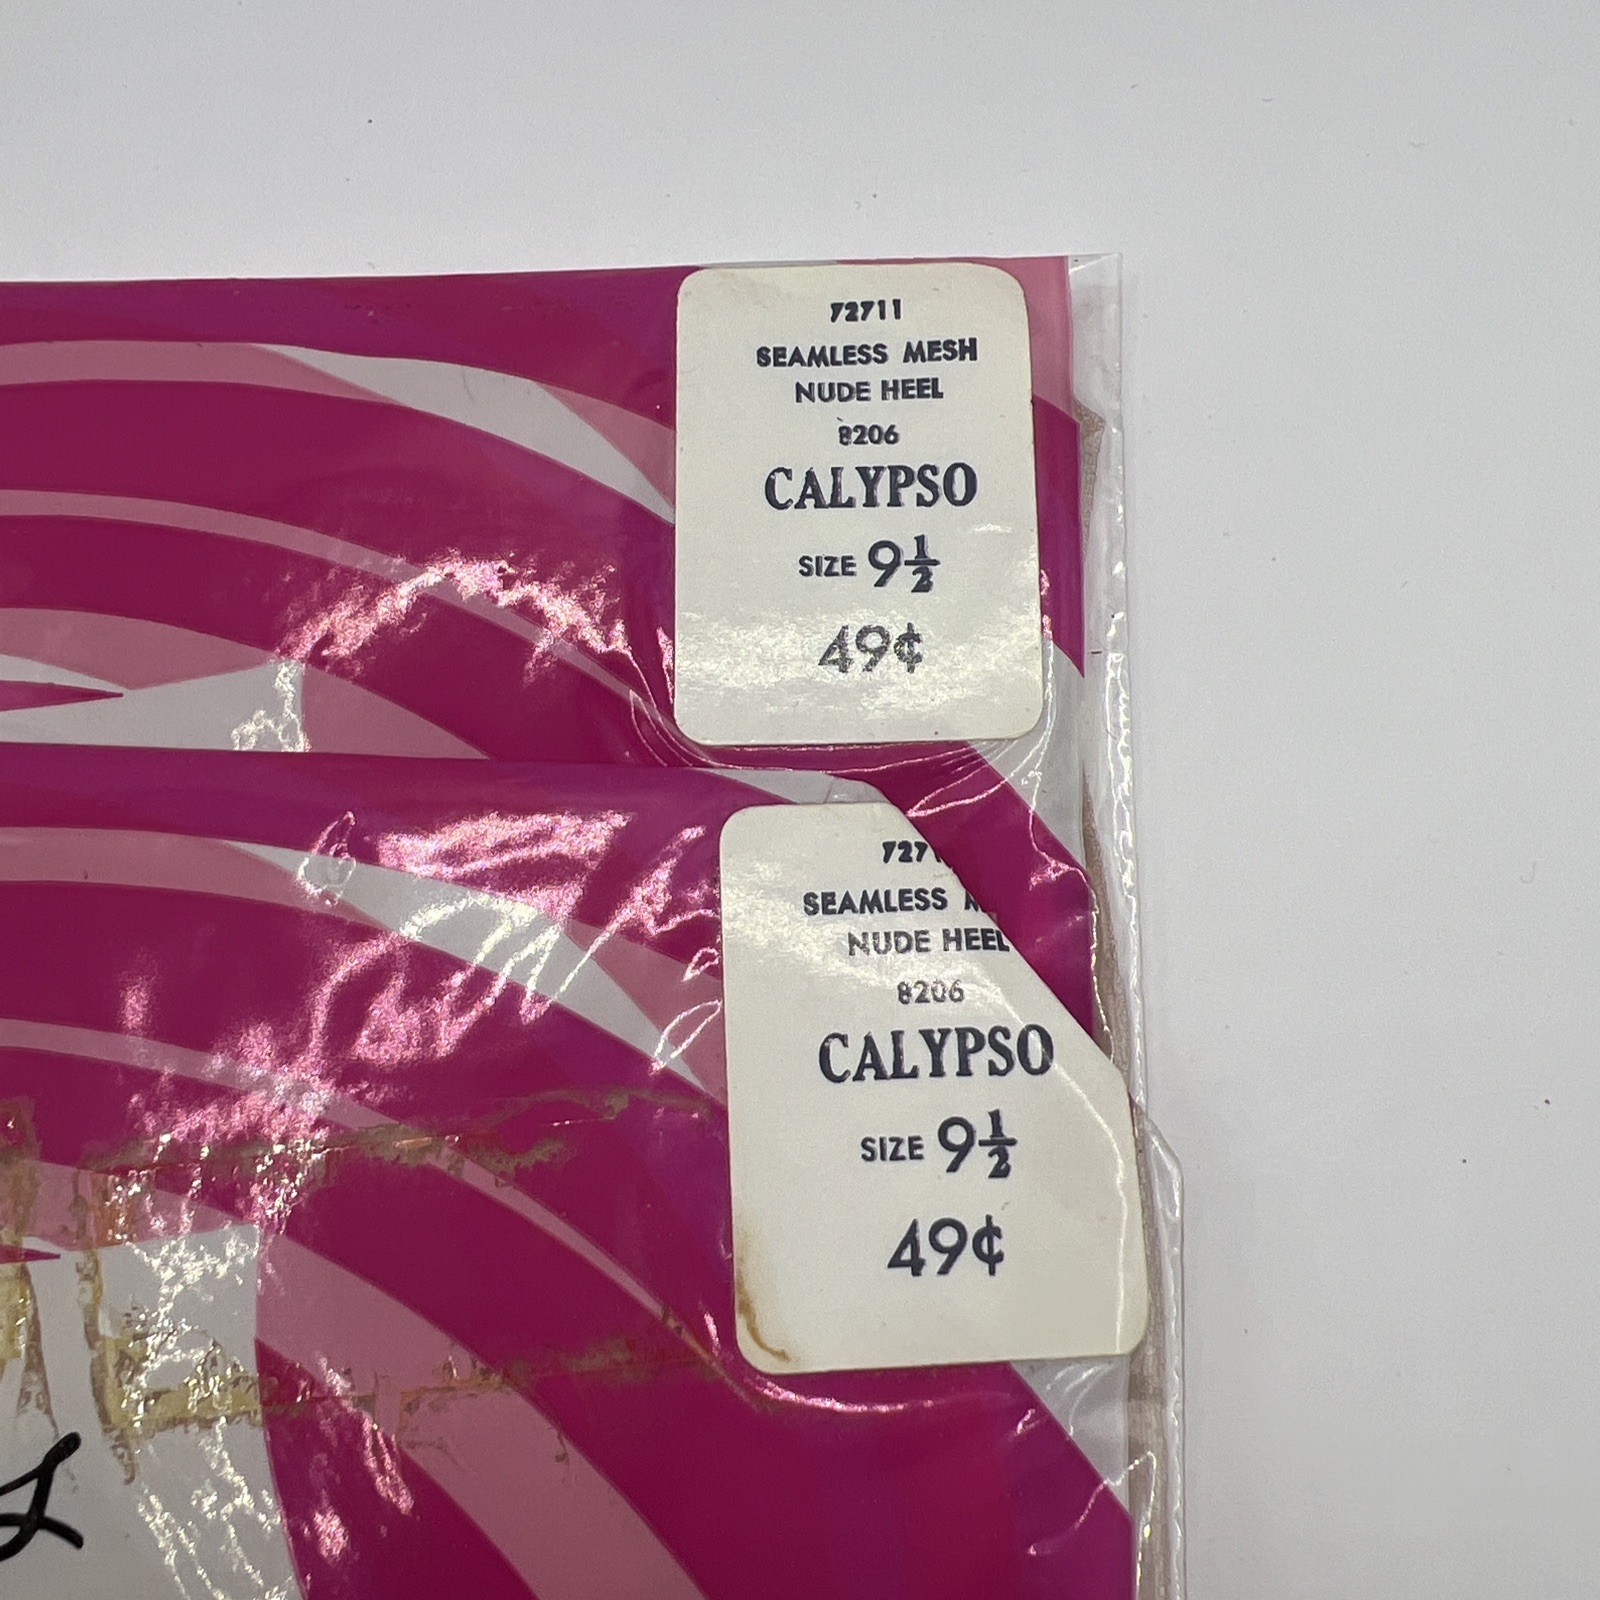 72711
SEAMLESS MESH
NUDE HEEL
8206
CALYPSO
SIZE 9½
49¢
727
SEAMLESS
NUDE HEEL
8206
CALYPSO
SIZE 9½
49¢